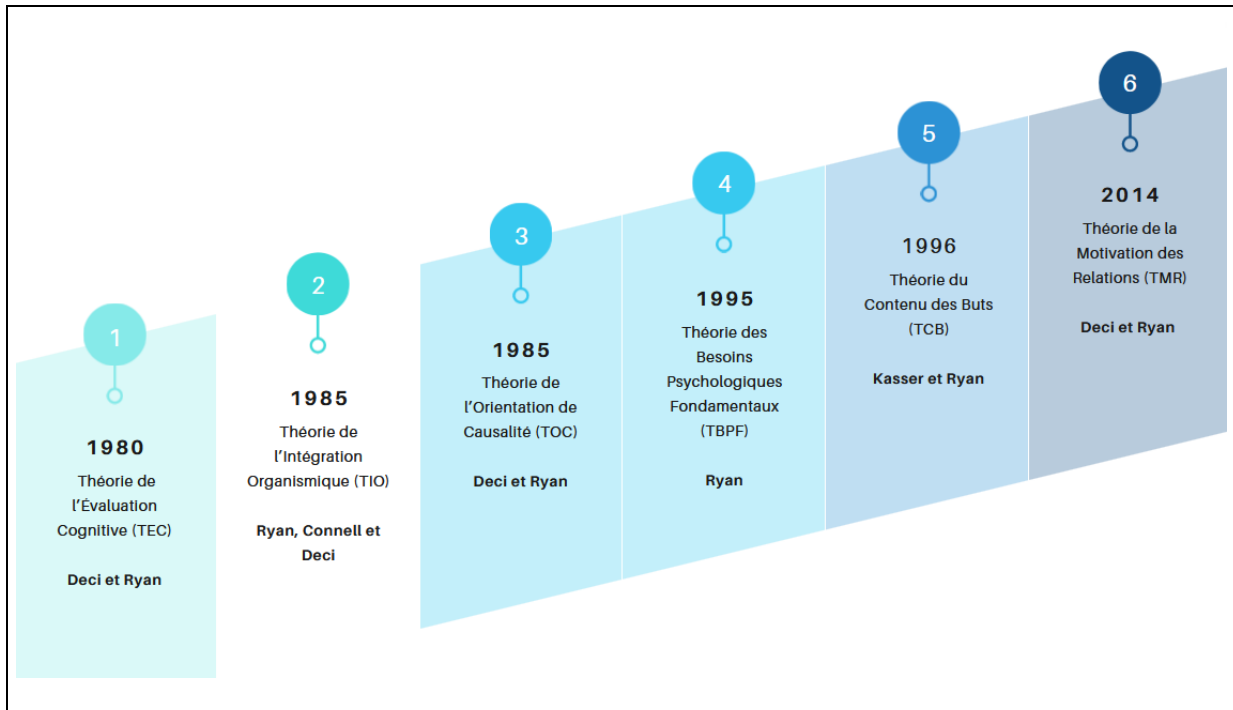 1
1980
Théorie de
l'Évaluation
Cognitive (TEC)
Deci et Ryan
2
1985
Théorie de
l'Intégration
Organismique (TIO)
Ryan, Connell et
Deci
3
1985
Théorie de
l'Orientation de
Causalité (TOC)
Deci et Ryan
4
1995
Théorie des
Besoins
Psychologiques
Fondamentaux
(TBPF)
Ryan
5
1996
Théorie du
Contenu des Buts
(TCB)
Kasser et Ryan
6
2014
Théorie de la
Motivation des
Relations (TMR)
Deci et Ryan